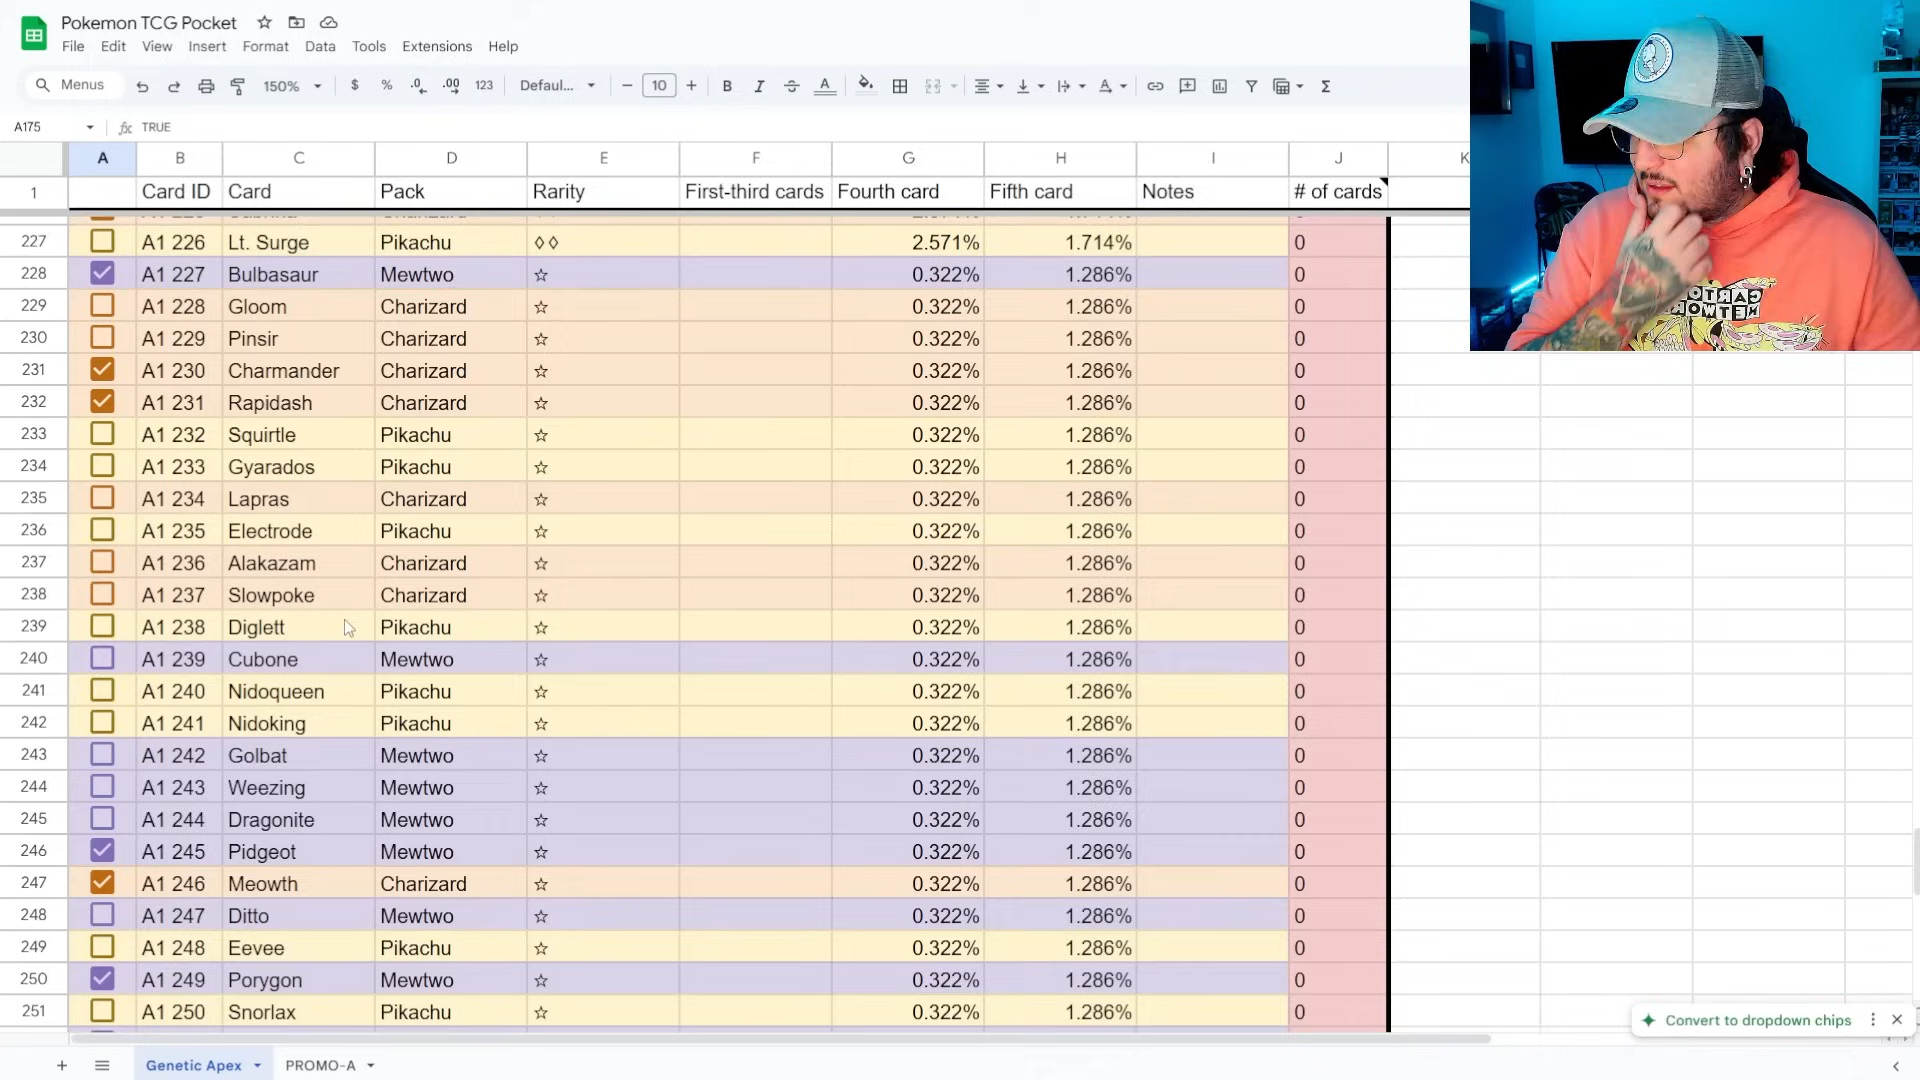 Pokemon TCG Pocket
File Edit View Insert Format Data Tools Extensions Help
Menus 150% $ % .0 .00 123 Defaul... − 10 + B I S A Σ
A175 fx TRUE
A B C D E F G H I J K
1 Card ID Card Pack Rarity First-third cards Fourth card Fifth card Notes # of cards
227 A1 226 Lt. Surge Pikachu ◊◊ 2.571% 1.714% 0
228 A1 227 Bulbasaur Mewtwo ☆ 0.322% 1.286% 0
229 A1 228 Gloom Charizard ☆ 0.322% 1.286% 0
230 A1 229 Pinsir Charizard ☆ 0.322% 1.286% 0
231 A1 230 Charmander Charizard ☆ 0.322% 1.286% 0
232 A1 231 Rapidash Charizard ☆ 0.322% 1.286% 0
233 A1 232 Squirtle Pikachu ☆ 0.322% 1.286% 0
234 A1 233 Gyarados Pikachu ☆ 0.322% 1.286% 0
235 A1 234 Lapras Charizard ☆ 0.322% 1.286% 0
236 A1 235 Electrode Pikachu ☆ 0.322% 1.286% 0
237 A1 236 Alakazam Charizard ☆ 0.322% 1.286% 0
238 A1 237 Slowpoke Charizard ☆ 0.322% 1.286% 0
239 A1 238 Diglett Pikachu ☆ 0.322% 1.286% 0
240 A1 239 Cubone Mewtwo ☆ 0.322% 1.286% 0
241 A1 240 Nidoqueen Pikachu ☆ 0.322% 1.286% 0
242 A1 241 Nidoking Pikachu ☆ 0.322% 1.286% 0
243 A1 242 Golbat Mewtwo ☆ 0.322% 1.286% 0
244 A1 243 Weezing Mewtwo ☆ 0.322% 1.286% 0
245 A1 244 Dragonite Mewtwo ☆ 0.322% 1.286% 0
246 A1 245 Pidgeot Mewtwo ☆ 0.322% 1.286% 0
247 A1 246 Meowth Charizard ☆ 0.322% 1.286% 0
248 A1 247 Ditto Mewtwo ☆ 0.322% 1.286% 0
249 A1 248 Eevee Pikachu ☆ 0.322% 1.286% 0
250 A1 249 Porygon Mewtwo ☆ 0.322% 1.286% 0
251 A1 250 Snorlax Pikachu ☆ 0.322% 1.286% 0
Convert to dropdown chips
Genetic Apex PROMO-A